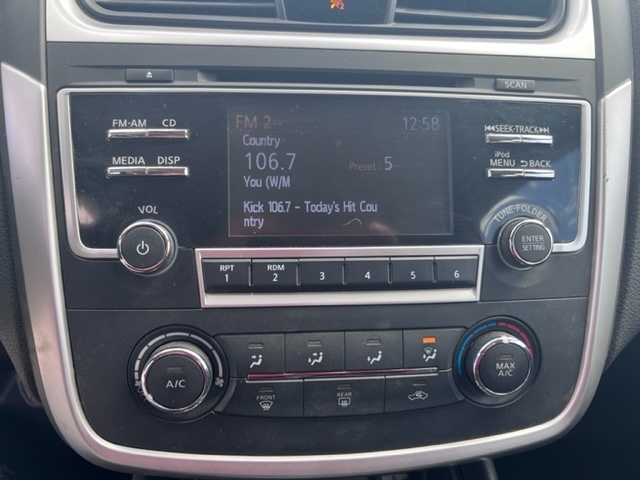 SCAN
FM·AM CD
MEDIA DISP
VOL
FM 2
12:58
Country
106.7
Preset 5
You (W/M
Kick 106.7 - Today's Hit Cou
ntry
SEEK·TRACK
iPod
MENU BACK
TUNE·FOLDER
ENTER
SETTING
RPT
1
RDM
2
3
4
5
6
A/C
FRONT
REAR
MAX
A/C